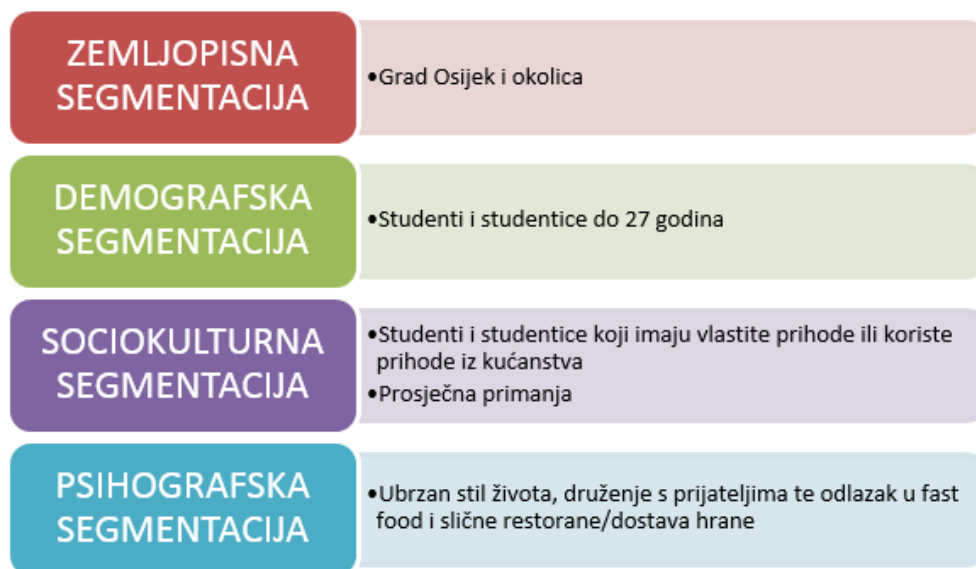 ZEMLJOPISNA
SEGMENTACIJA
•Grad Osijek i okolica
DEMOGRAFSKA
SEGMENTACIJA
•Studenti i studentice do 27 godina
SOCIOKULTURNA
SEGMENTACIJA
•Studenti i studentice koji imaju vlastite prihode ili koriste
prihode iz kućanstva
•Prosječna primanja
PSIHOGRAFSKA
SEGMENTACIJA
•Ubrzan stil života, druženje s prijateljima te odlazak u fast
food i slične restorane/dostava hrane